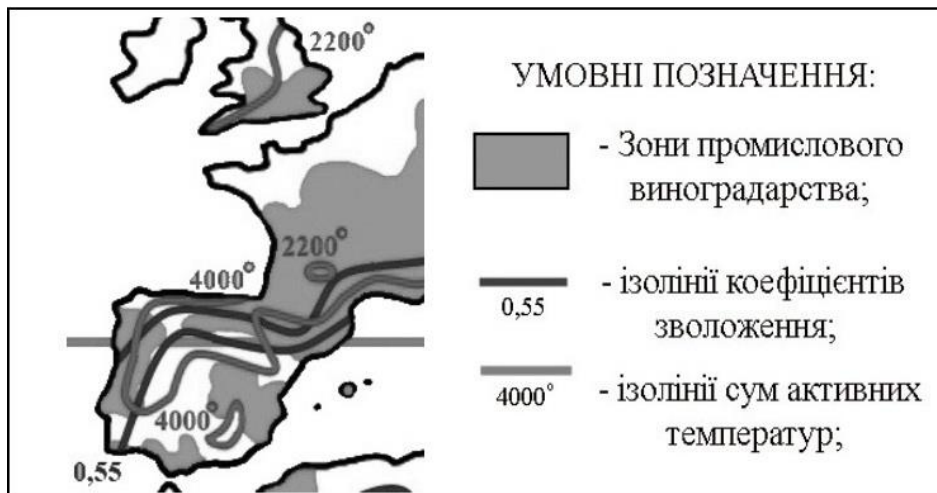 2200°
2200°
4000°
4000°
0,55
УМОВНІ ПОЗНАЧЕННЯ:
- Зони промислового
виноградарства;
0,55
- ізолінії коефіцієнтів
зволоження;
4000°
- ізолінії сум активних
температур;